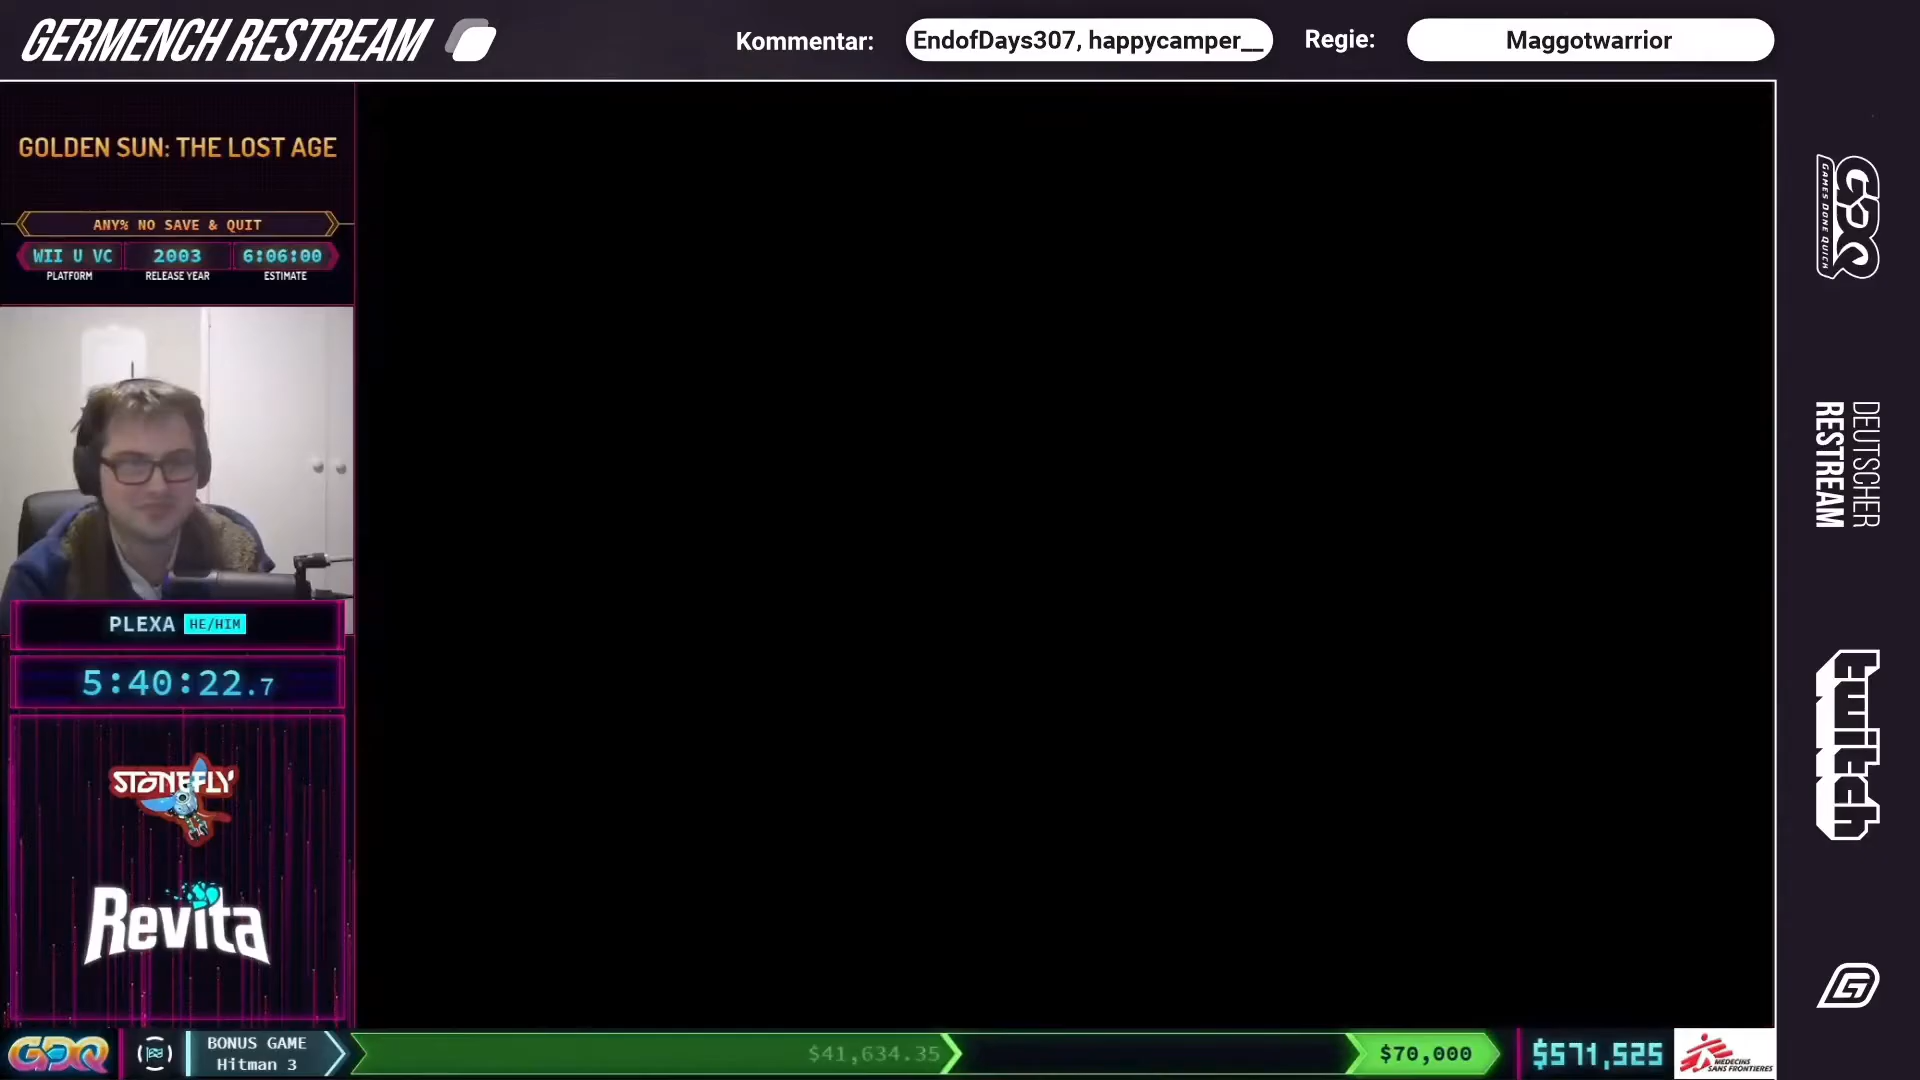 GERMENCH RESTREAM
Kommentar:
EndofDays307, happycamper__
Regie:
Maggotwarrior
GOLDEN SUN: THE LOST AGE
ANY% NO SAVE & QUIT
WII U VC
2003
6:06:00
PLATFORM
RELEASE YEAR
ESTIMATE
PLEXA HE/HIM
5:40:22.7
STONEFLY
Revita
GDQ
BONUS GAME
Hitman 3
$41,634.35
$70,000
$571,525
MEDECINS
SANS FRONTIERES
GDQ
GAMES DONE QUICK
DEUTSCHER
RESTREAM
twitch
G